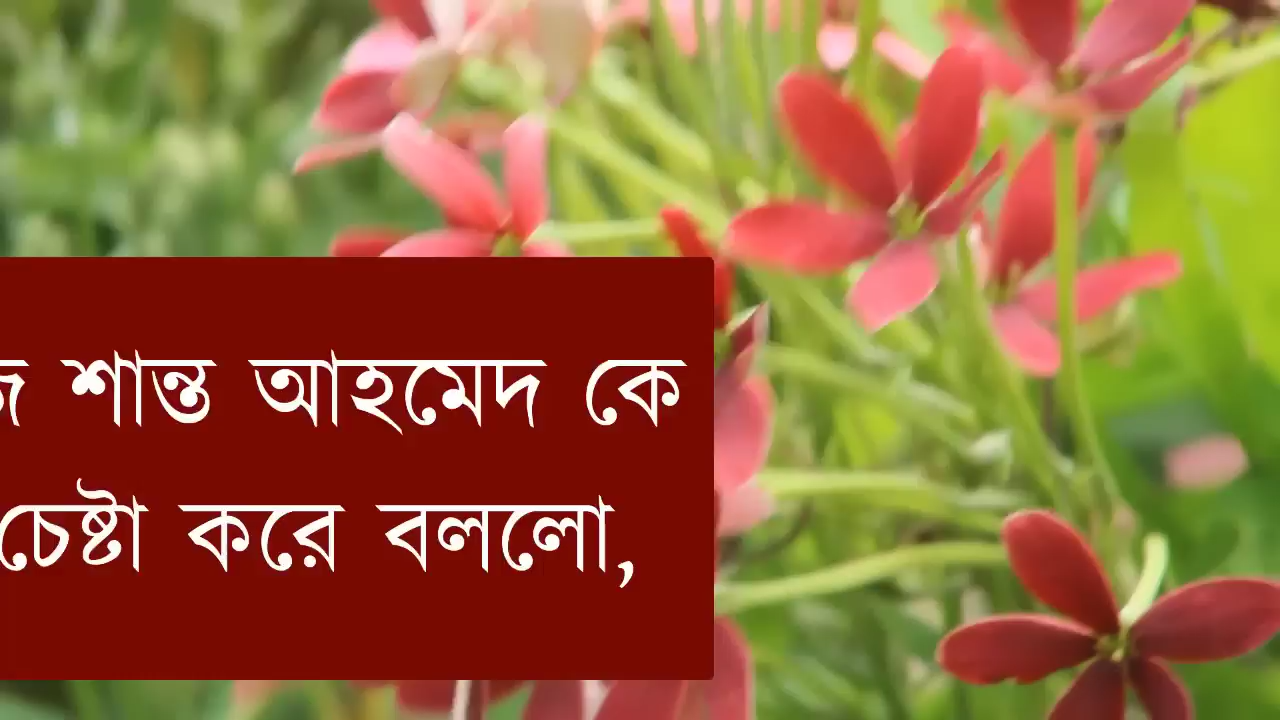 শান্ত আহমেদ কে
চেষ্টা করে বললো,